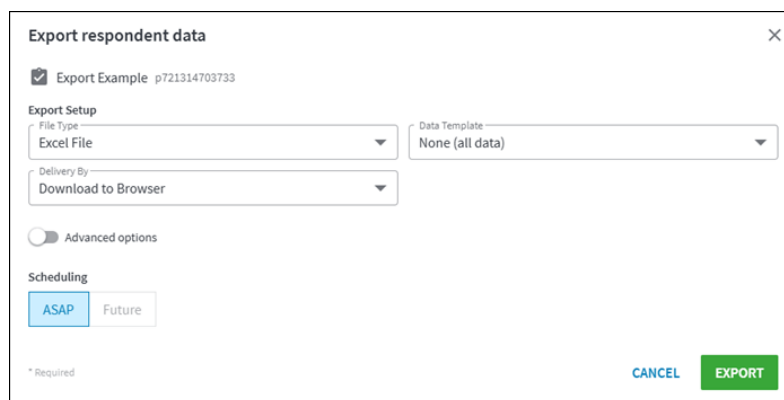 Export respondent data
Export Example p721314703733
Export Setup
File Type
Excel File
Data Template
None (all data)
Delivery By
Download to Browser
Advanced options
Scheduling
ASAP Future
* Required
CANCEL EXPORT